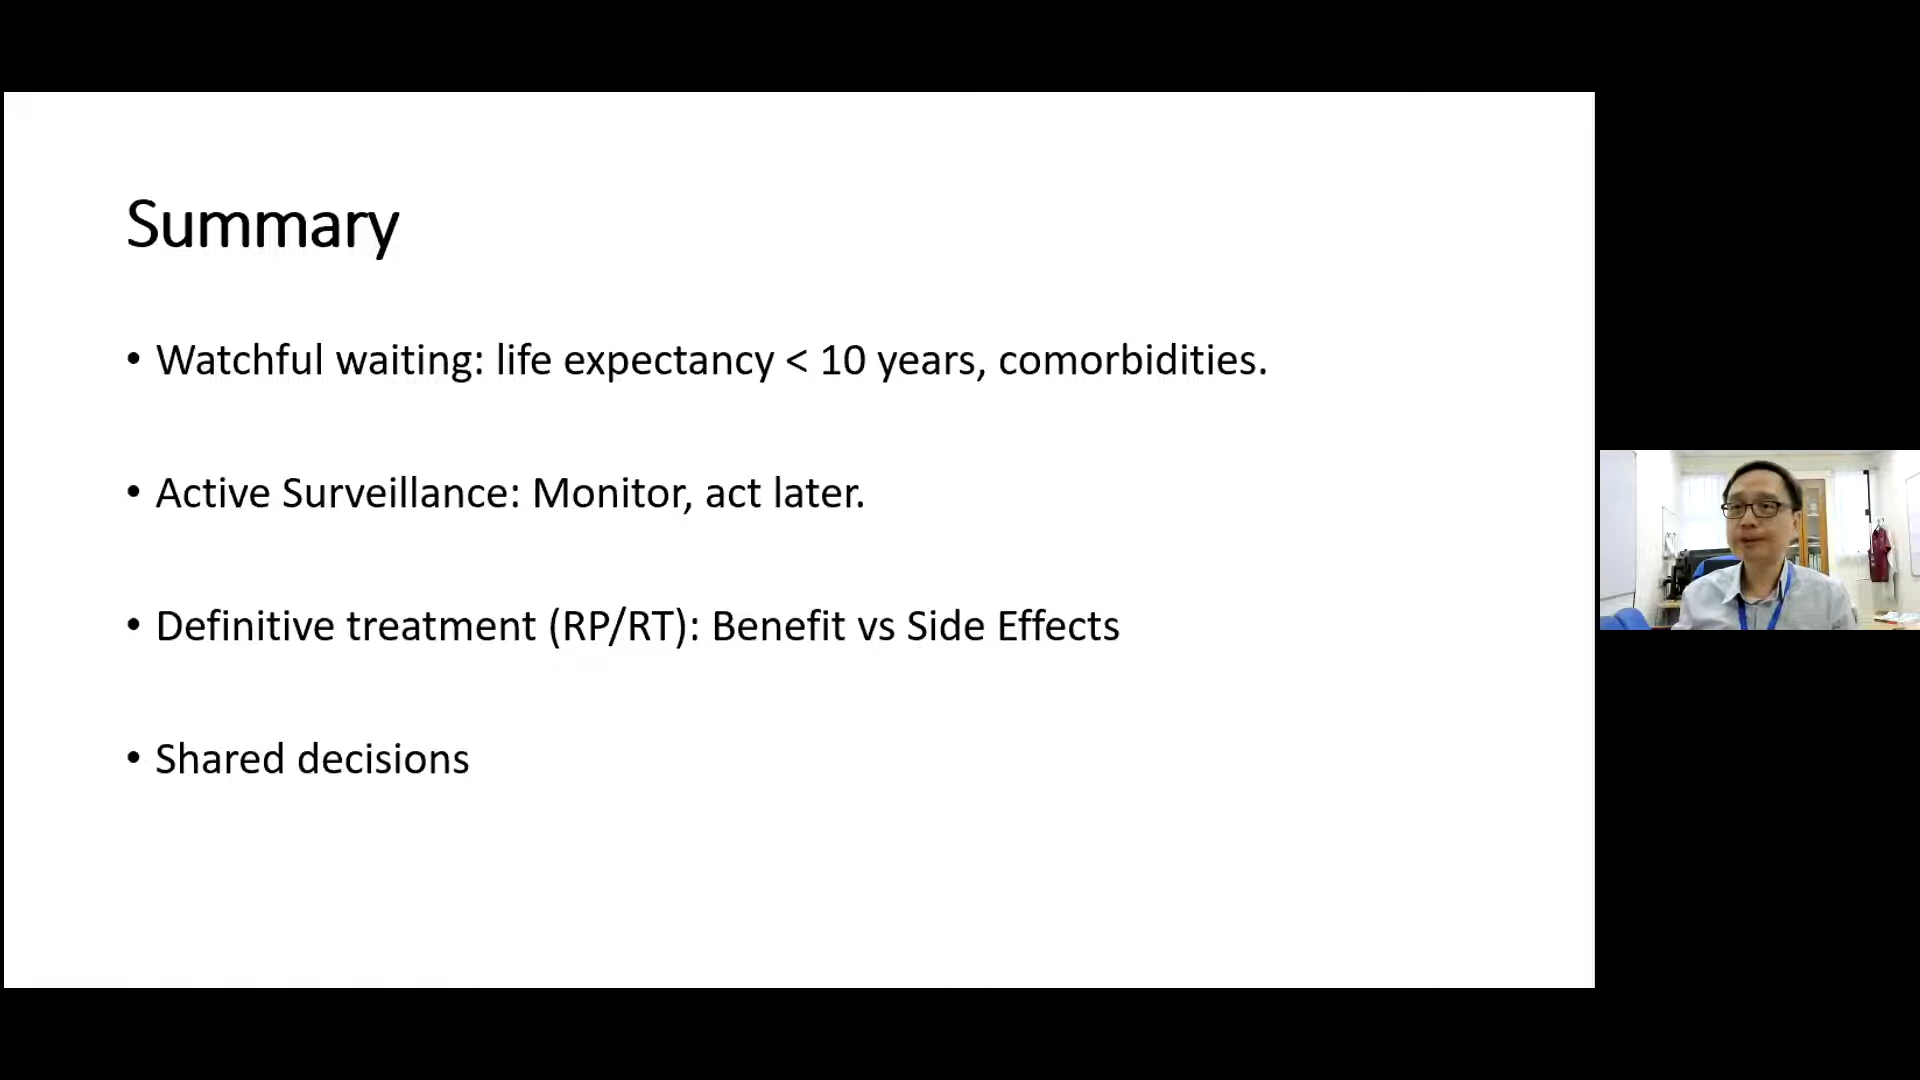 Summary
• Watchful waiting: life expectancy < 10 years, comorbidities.
• Active Surveillance: Monitor, act later.
• Definitive treatment (RP/RT): Benefit vs Side Effects
• Shared decisions